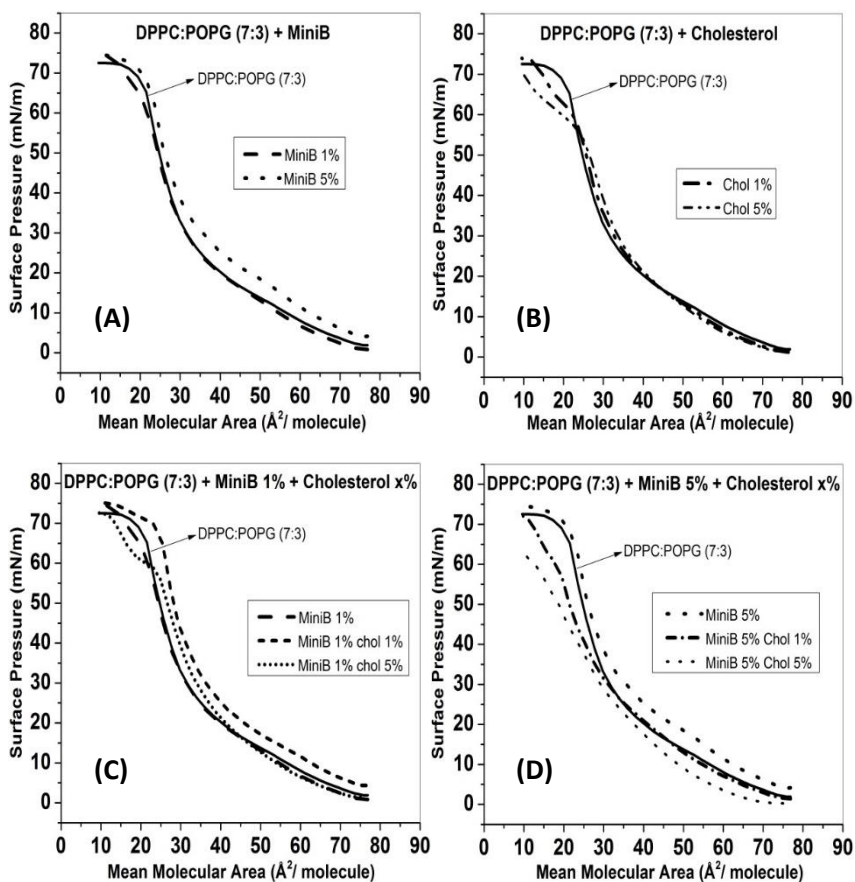 DPPC:POPG (7:3) + MiniB
80
70
60
50
40
30
20
10
0
Surface Pressure (mN/m)
DPPC:POPG (7:3)
MiniB 1%
MiniB 5%
(A)
0 10 20 30 40 50 60 70 80 90
Mean Molecular Area (Å²/ molecule)
DPPC:POPG (7:3) + Cholesterol
80
70
60
50
40
30
20
10
0
Surface Pressure (mN/m)
DPPC:POPG (7:3)
Chol 1%
Chol 5%
(B)
0 10 20 30 40 50 60 70 80 90
Mean Molecular Area (Å²/ molecule)
DPPC:POPG (7:3) + MiniB 1% + Cholesterol x%
80
70
60
50
40
30
20
10
0
Surface Pressure (mN/m)
DPPC:POPG (7:3)
MiniB 1%
MiniB 1% chol 1%
MiniB 1% chol 5%
(C)
0 10 20 30 40 50 60 70 80 90
Mean Molecular Area (Å²/ molecule)
DPPC:POPG (7:3) + MiniB 5% + Cholesterol x%
80
70
60
50
40
30
20
10
0
Surface Pressure (mN/m)
DPPC:POPG (7:3)
MiniB 5%
MiniB 5% Chol 1%
MiniB 5% Chol 5%
(D)
0 10 20 30 40 50 60 70 80 90
Mean Molecular Area (Å²/ molecule)